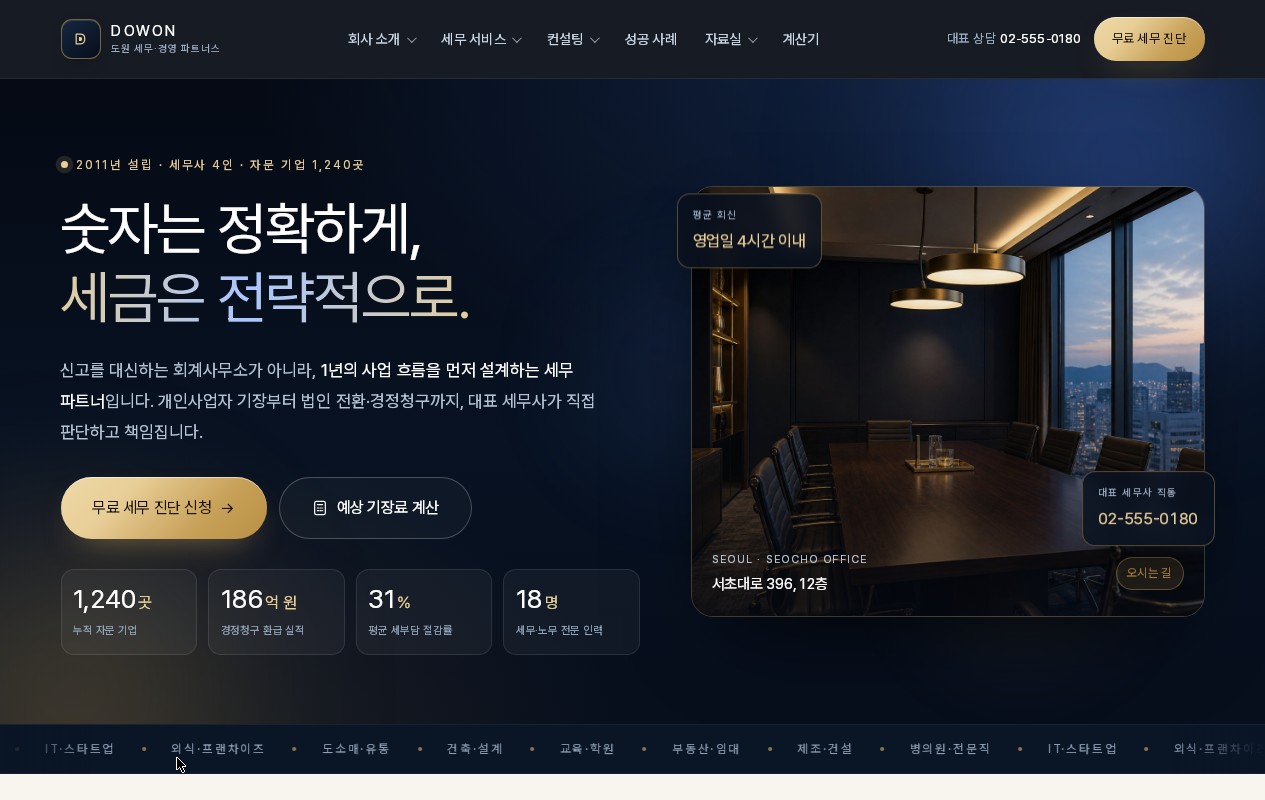 DOWON
도원 세무·경영 파트너스
회사 소개
세무 서비스
컨설팅
성공 사례
자료실
계산기
대표 상담 02-555-0180
무료 세무 진단
2011년 설립 · 세무사 4인 · 자문 기업 1,240곳
숫자는 정확하게,
세금은 전략적으로.
신고를 대신하는 회계사무소가 아니라, 1년의 사업 흐름을 먼저 설계하는 세무
파트너입니다. 개인사업자 기장부터 법인 전환·경정청구까지, 대표 세무사가 직접
판단하고 책임집니다.
무료 세무 진단 신청 →
예상 기장료 계산
1,240곳
누적 자문 기업
186억 원
경정청구 환급 실적
31%
평균 세부담 절감률
18명
세무·노무 전문 인력
평균 회신
영업일 4시간 이내
대표 세무사 직통
02-555-0180
SEOUL · SEOCHO OFFICE
서초대로 396, 12층
오시는 길
IT·스타트업 • 외식·프랜차이즈 • 도소매·유통 • 건축·설계 • 교육·학원 • 부동산·임대 • 제조·건설 • 병의원·전문직 • IT·스타트업 • 외식·프랜차이